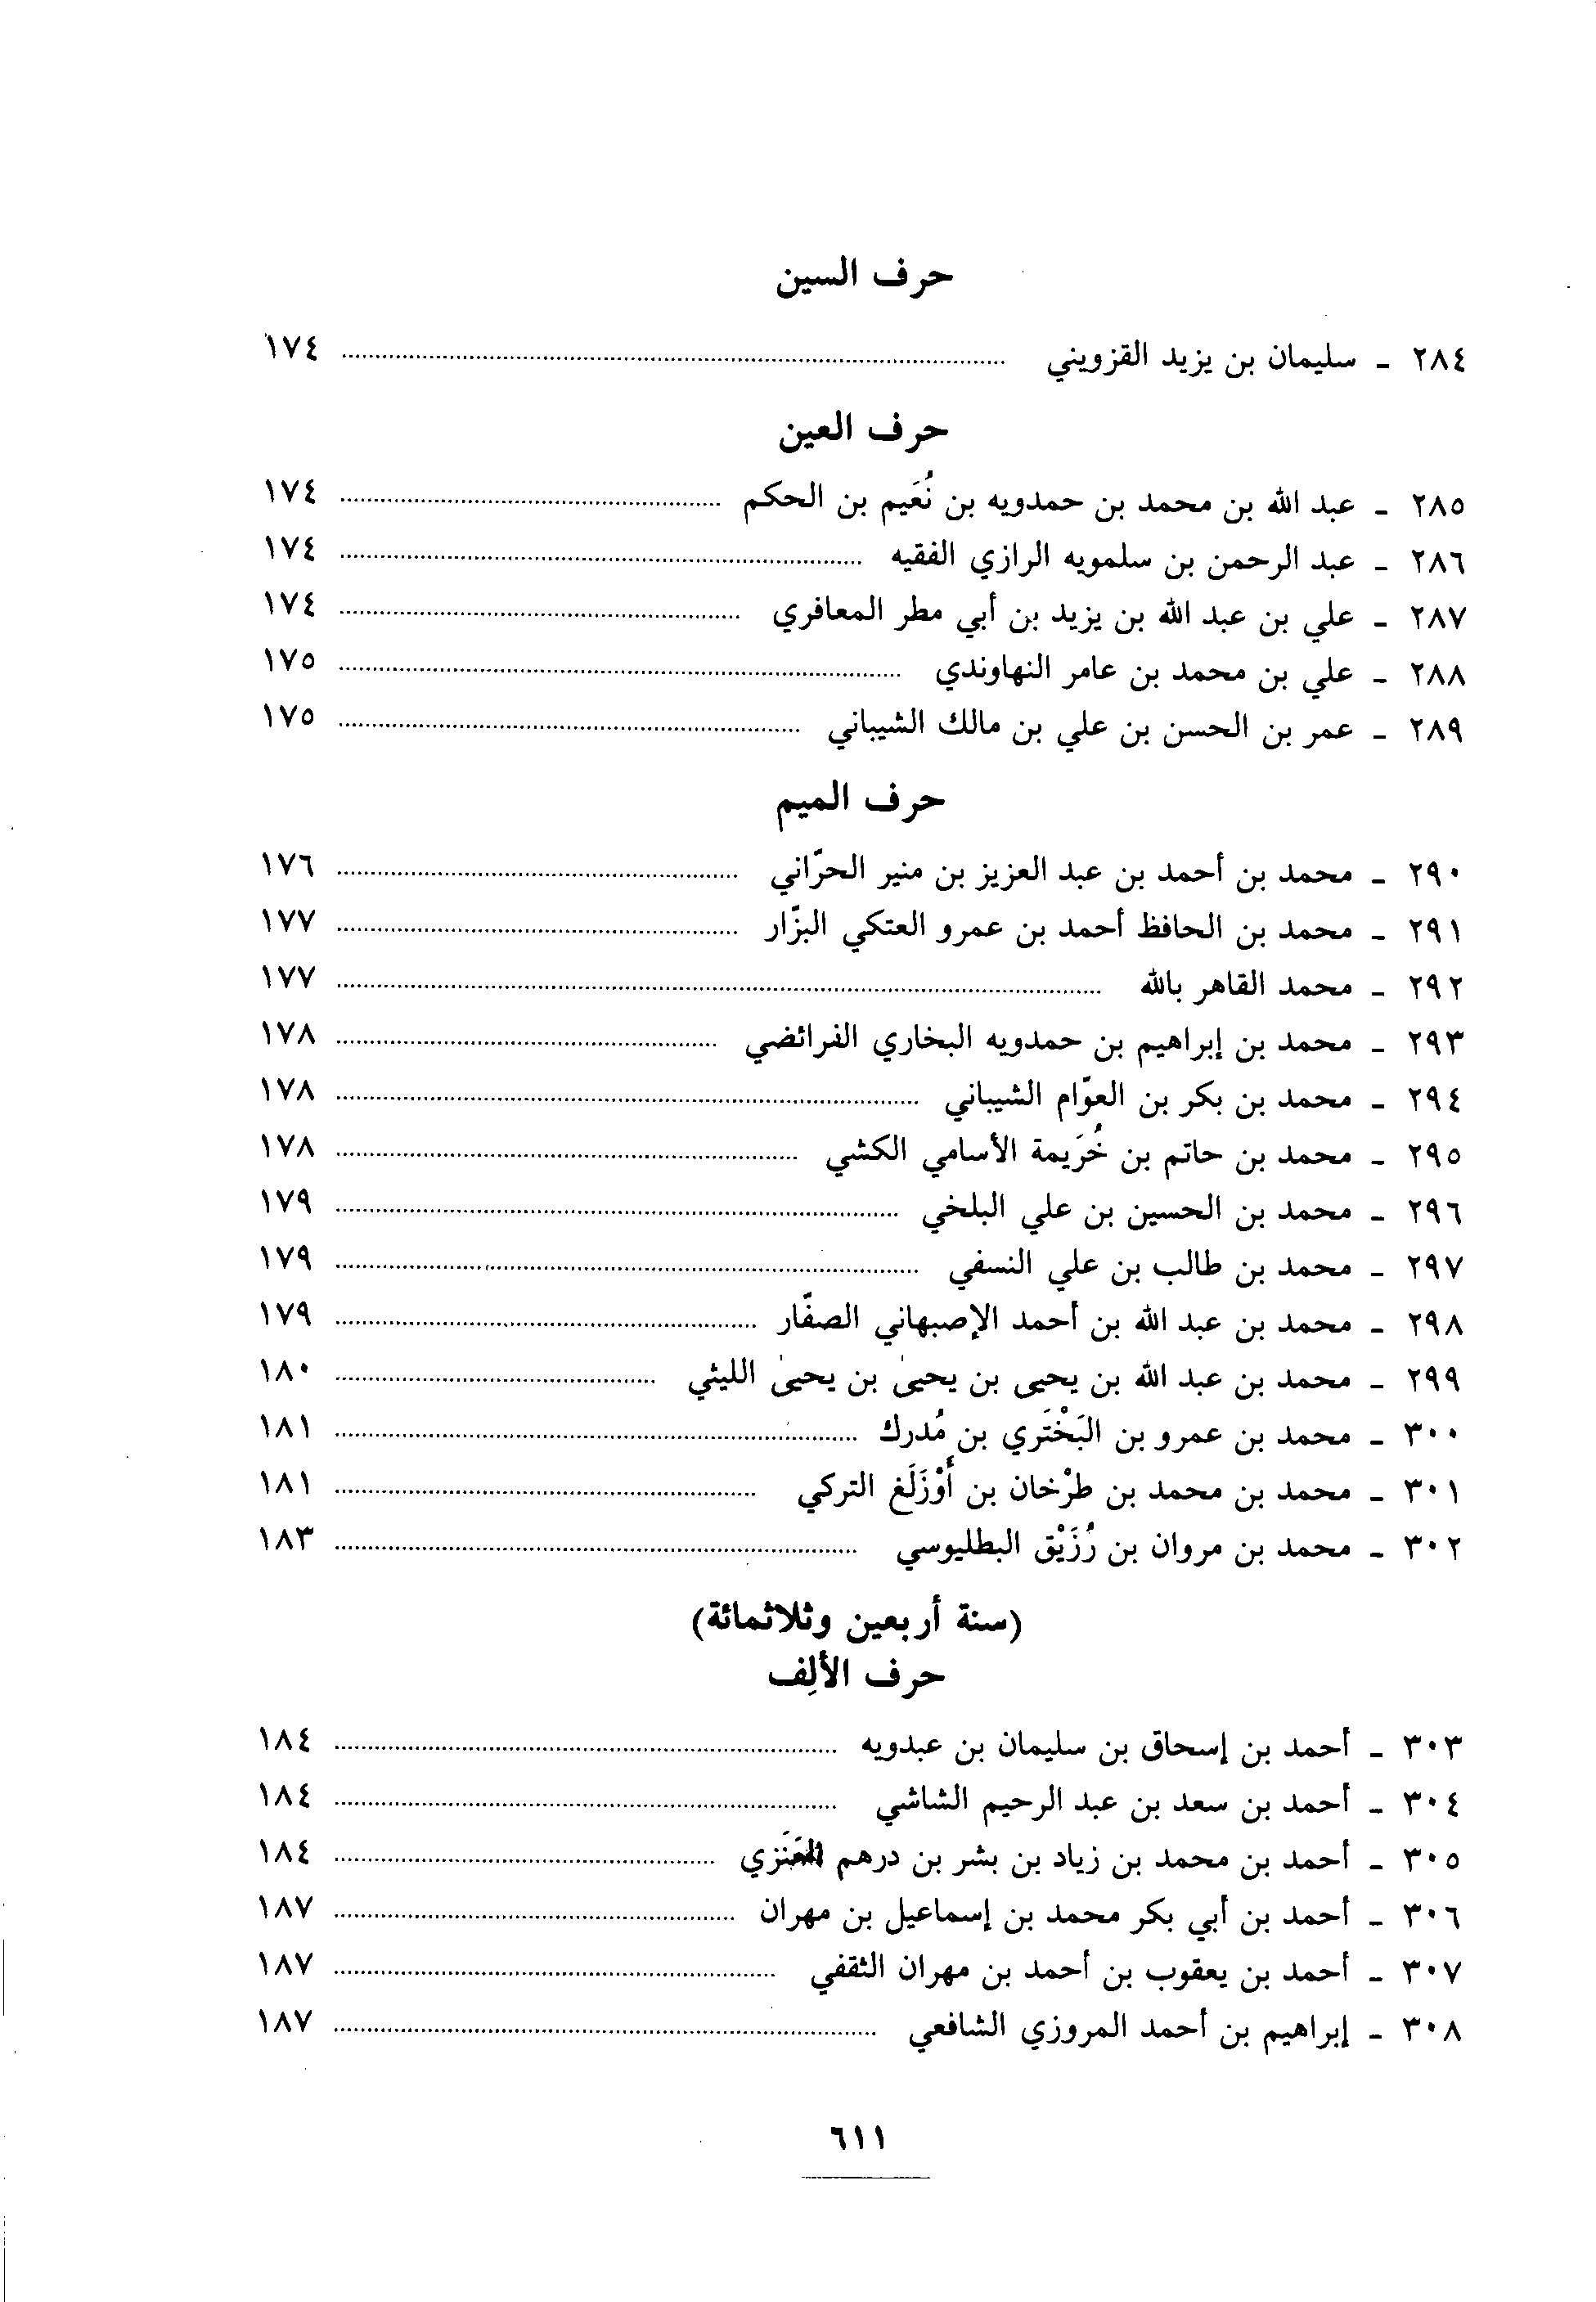 حرف السين
٢٨٤ - سليمان بن يزيد القزويني ........ ١٧٤
حرف العين
٢٨٥ - عبد الله بن محمد بن حمدويه بن نُعَيم بن الحكم ........ ١٧٤
٢٨٦ - عبد الرحمن بن سلمويه الرازي الفقيه ........ ١٧٤
٢٨٧ - علي بن عبد الله بن يزيد بن أبي مطر المعافري ........ ١٧٤
٢٨٨ - علي بن محمد بن عامر النهاوندي ........ ١٧٥
٢٨٩ - عمر بن الحسن بن علي بن مالك الشيباني ........ ١٧٥
حرف الميم
٢٩٠ - محمد بن أحمد بن عبد العزيز بن منير الحرّاني ........ ١٧٦
٢٩١ - محمد بن الحافظ أحمد بن عمرو العتكي البزّار ........ ١٧٧
٢٩٢ - محمد القاهر بالله ........ ١٧٧
٢٩٣ - محمد بن إبراهيم بن حمدويه البخاري الفرائضي ........ ١٧٨
٢٩٤ - محمد بن بكر بن العوّام الشيباني ........ ١٧٨
٢٩٥ - محمد بن حاتم بن خُرَيمة الأسامي الكشي ........ ١٧٨
٢٩٦ - محمد بن الحسين بن علي البلخي ........ ١٧٩
٢٩٧ - محمد بن طالب بن علي النسفي ........ ١٧٩
٢٩٨ - محمد بن عبد الله بن أحمد الإصبهاني الصفّار ........ ١٧٩
٢٩٩ - محمد بن عبد الله بن يحيى بن يحيىٰ بن يحيىٰ الليثي ........ ١٨٠
٣٠٠ - محمد بن عمرو بن البَخْتَري بن مُدرك ........ ١٨١
٣٠١ - محمد بن محمد بن طرْخان بن أَوْزَلَغ التركي ........ ١٨١
٣٠٢ - محمد بن مروان بن رُزَيْق البطليوسي ........ ١٨٣
(سنة أربعين وثلاثمائة)
حرف الألِف
٣٠٣ - أحمد بن إسحاق بن سليمان بن عبدويه ........ ١٨٤
٣٠٤ - أحمد بن سعد بن عبد الرحيم الشاشي ........ ١٨٤
٣٠٥ - أحمد بن محمد بن زياد بن بشر بن درهم العَنَزي ........ ١٨٤
٣٠٦ - أحمد بن أبي بكر محمد بن إسماعيل بن مهران ........ ١٨٧
٣٠٧ - أحمد بن يعقوب بن أحمد بن مهران الثقفي ........ ١٨٧
٣٠٨ - إبراهيم بن أحمد المروزي الشافعي ........ ١٨٧
٦١١